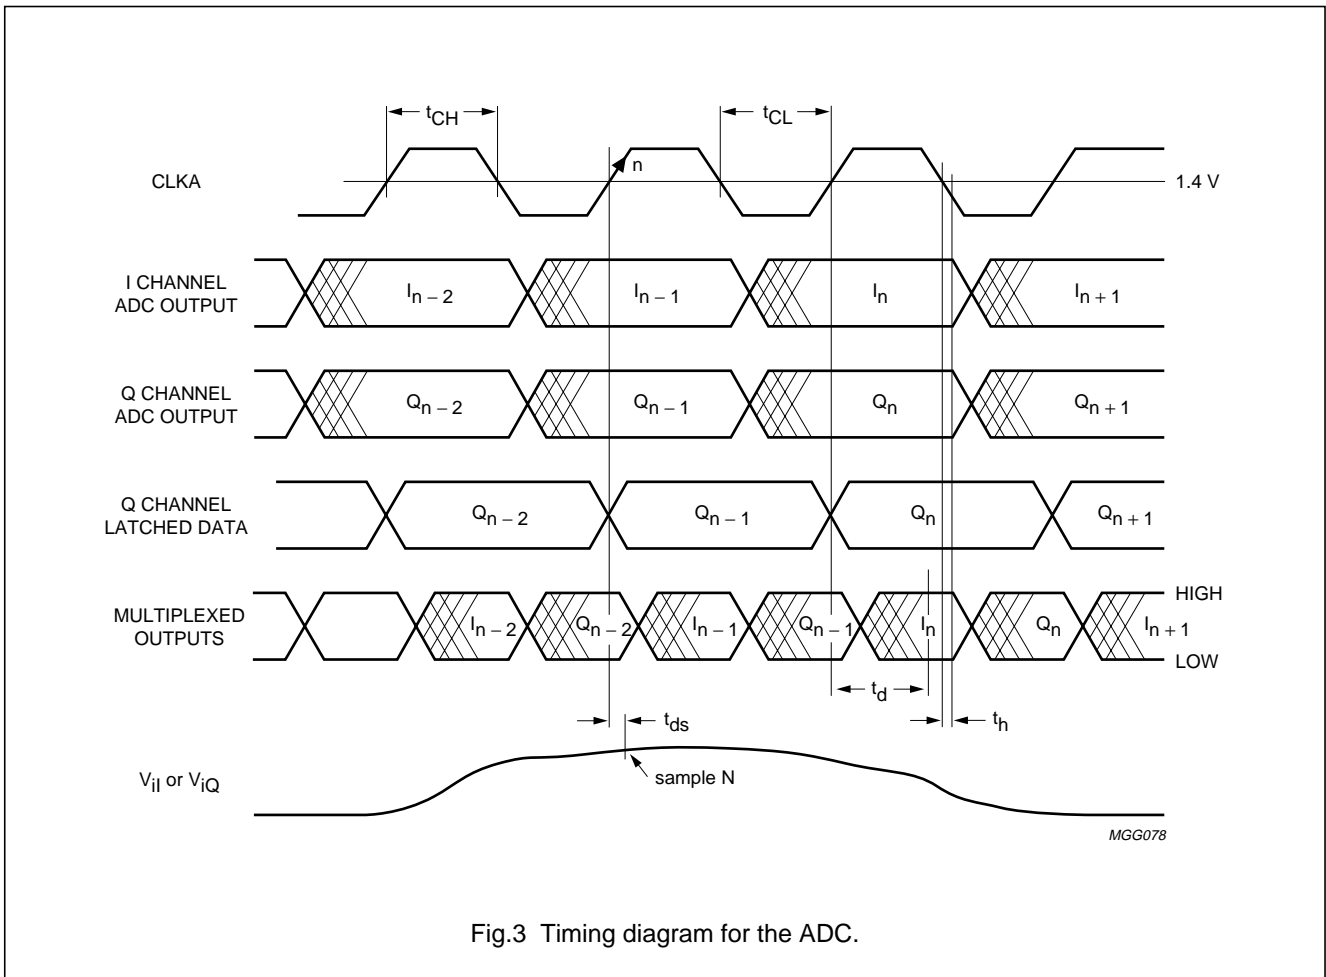 tCH
tCL
n
CLKA
1.4 V
I CHANNEL
ADC OUTPUT
In – 2
In – 1
In
In + 1
Q CHANNEL
ADC OUTPUT
Qn – 2
Qn – 1
Qn
Qn + 1
Q CHANNEL
LATCHED DATA
Qn – 2
Qn – 1
Qn
Qn + 1
MULTIPLEXED
OUTPUTS
In – 2
Qn – 2
In – 1
Qn – 1
In
Qn
In + 1
HIGH
LOW
td
tds
th
sample N
ViI or ViQ
MGG078
Fig.3 Timing diagram for the ADC.